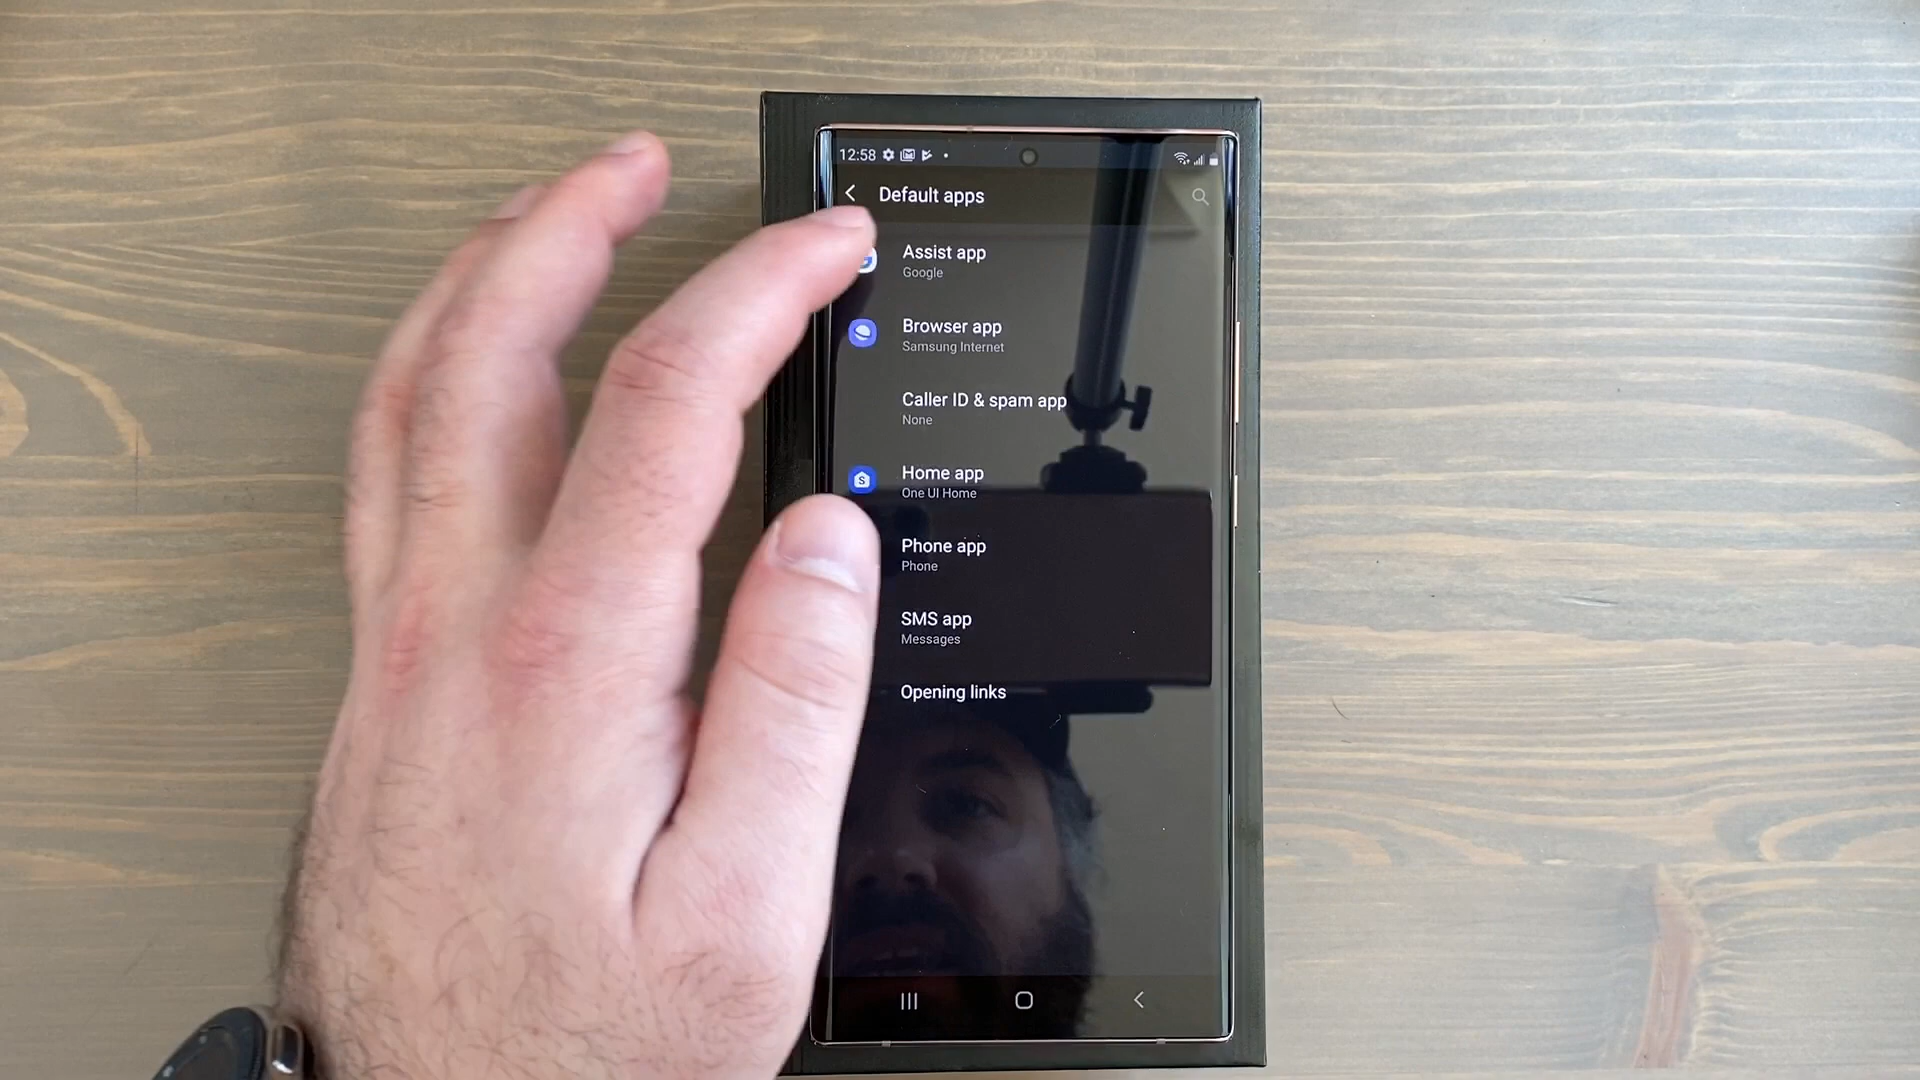 12:58
Default apps
Assist app
Google
Browser app
Samsung Internet
Caller ID & spam app
None
Home app
One UI Home
Phone app
Phone
SMS app
Messages
Opening links